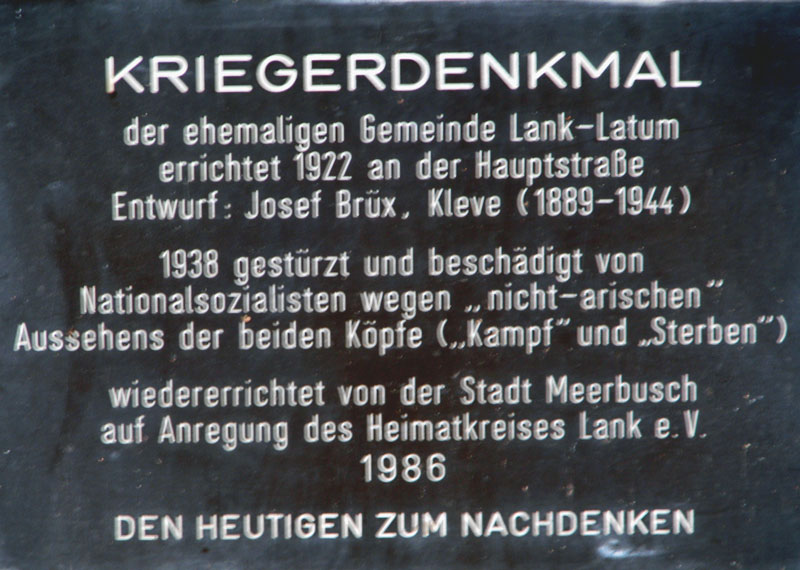 KRIEGERDENKMAL
der ehemaligen Gemeinde Lank-Latum
errichtet 1922 an der Hauptstraße
Entwurf: Josef Brüx, Kleve (1889-1944)
1938 gestürzt und beschädigt von
Nationalsozialisten wegen „nicht-arischen"
Aussehens der beiden Köpfe („Kampf" und „Sterben")
wiedererrichtet von der Stadt Meerbusch
auf Anregung des Heimatkreises Lank e.V.
1986
DEN HEUTIGEN ZUM NACHDENKEN